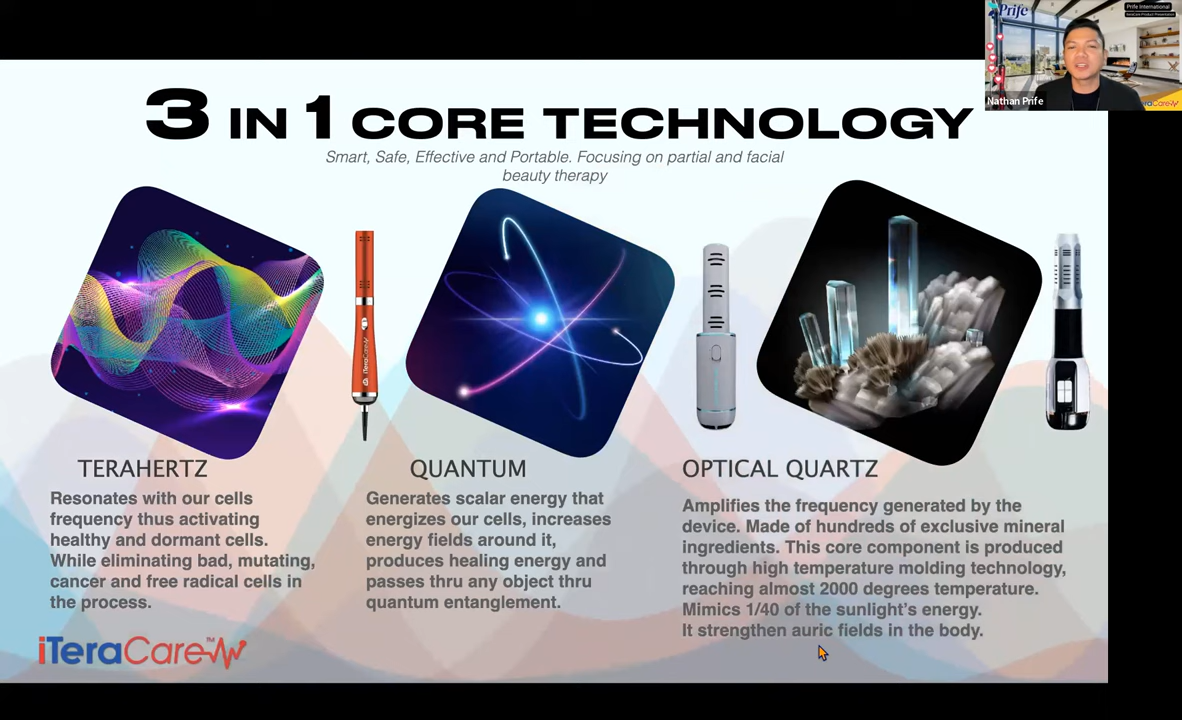 Prife
Prife International
iTeraCare Product Presentation
Nathan Prife
3 IN 1 CORE TECHNOLOGY
Smart, Safe, Effective and Portable. Focusing on partial and facial
beauty therapy
iTeraCare
TERAHERTZ
Resonates with our cells
frequency thus activating
healthy and dormant cells.
While eliminating bad, mutating,
cancer and free radical cells in
the process.
QUANTUM
Generates scalar energy that
energizes our cells, increases
energy fields around it,
produces healing energy and
passes thru any object thru
quantum entanglement.
OPTICAL QUARTZ
Amplifies the frequency generated by the
device. Made of hundreds of exclusive mineral
ingredients. This core component is produced
through high temperature molding technology,
reaching almost 2000 degrees temperature.
Mimics 1/40 of the sunlight's energy.
It strengthen auric fields in the body.
iTeraCare™